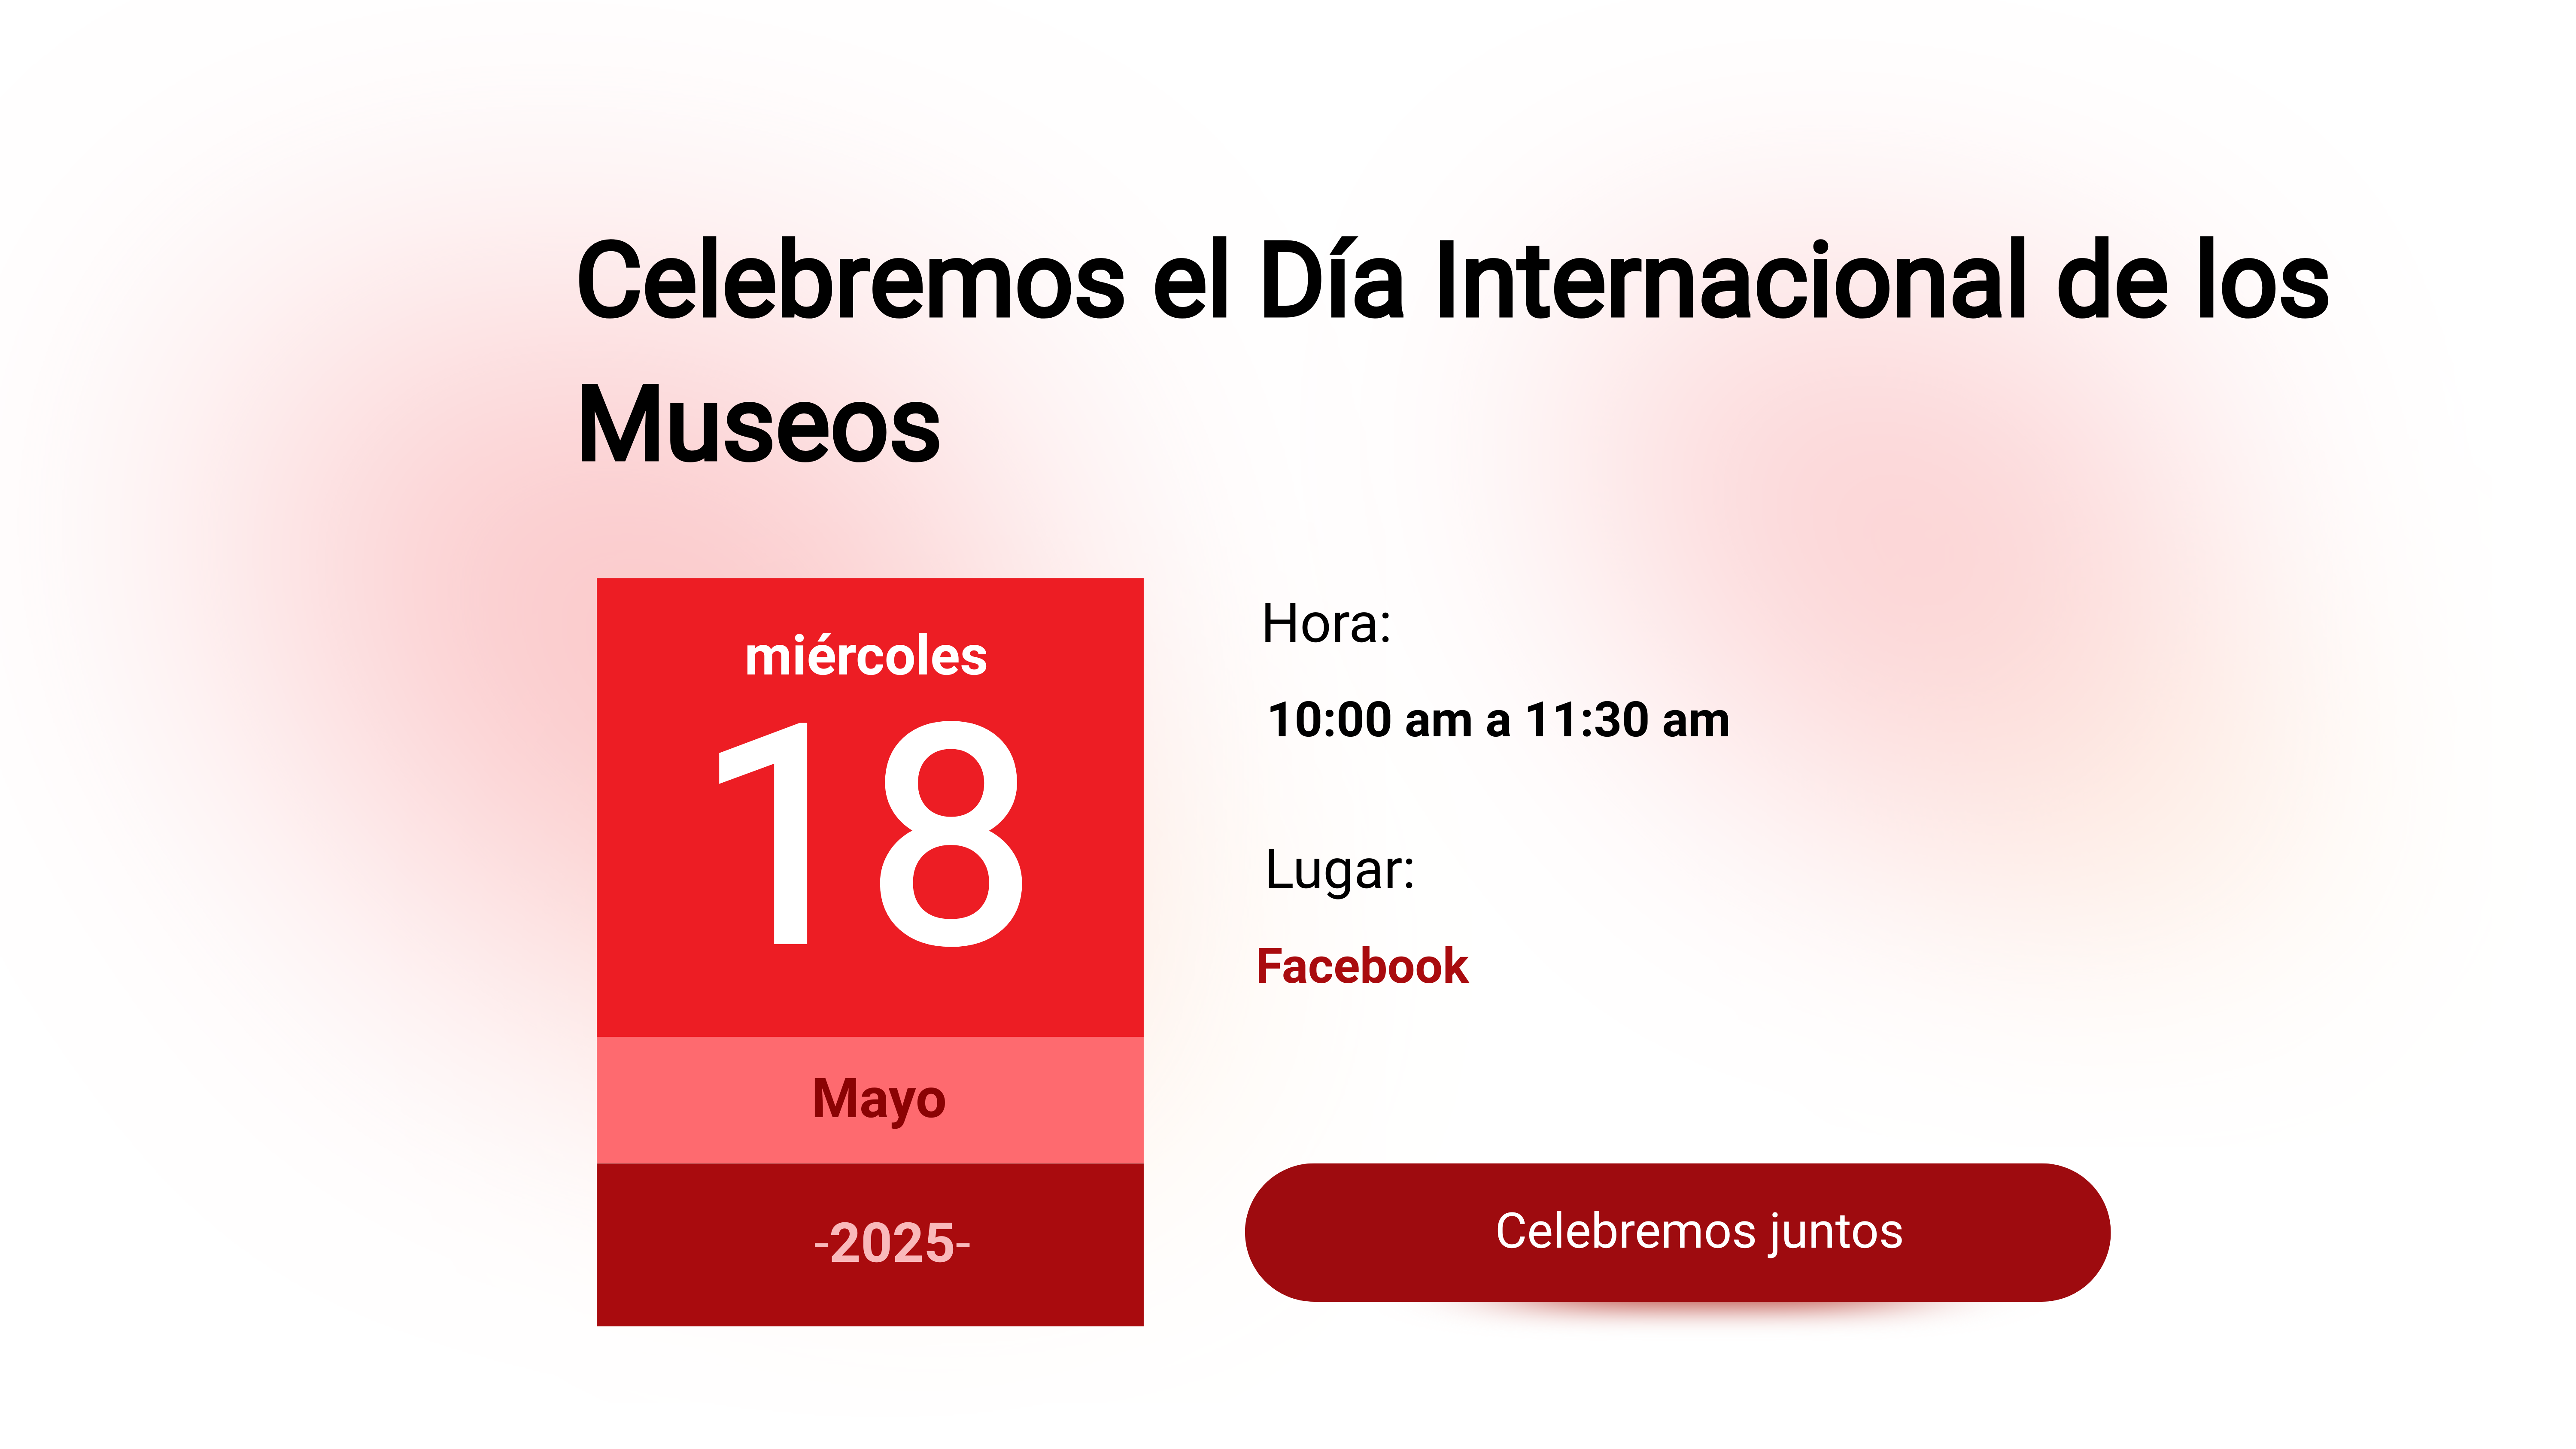 Celebremos el Día Internacional de los
Museos
miércoles
18
Mayo
-2025-
Hora:
10:00 am a 11:30 am
Lugar:
Facebook
Celebremos juntos